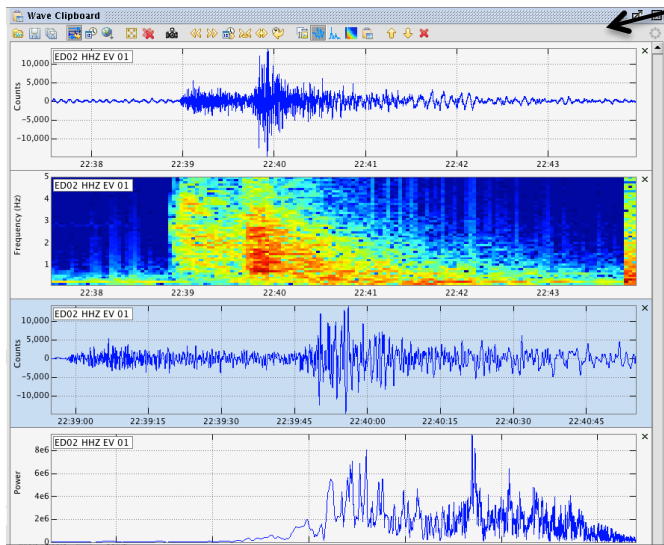 Wave Clipboard
ED02 HHZ EV 01
Counts
10,000
5,000
0
−5,000
−10,000
22:38 22:39 22:40 22:41 22:42 22:43
ED02 HHZ EV 01
Frequency (Hz)
5
4
3
2
1
22:38 22:39 22:40 22:41 22:42 22:43
ED02 HHZ EV 01
Counts
10,000
5,000
0
−5,000
−10,000
22:39:00 22:39:15 22:39:30 22:39:45 22:40:00 22:40:15 22:40:30 22:40:45
ED02 HHZ EV 01
Power
8e6
6e6
4e6
2e6
0